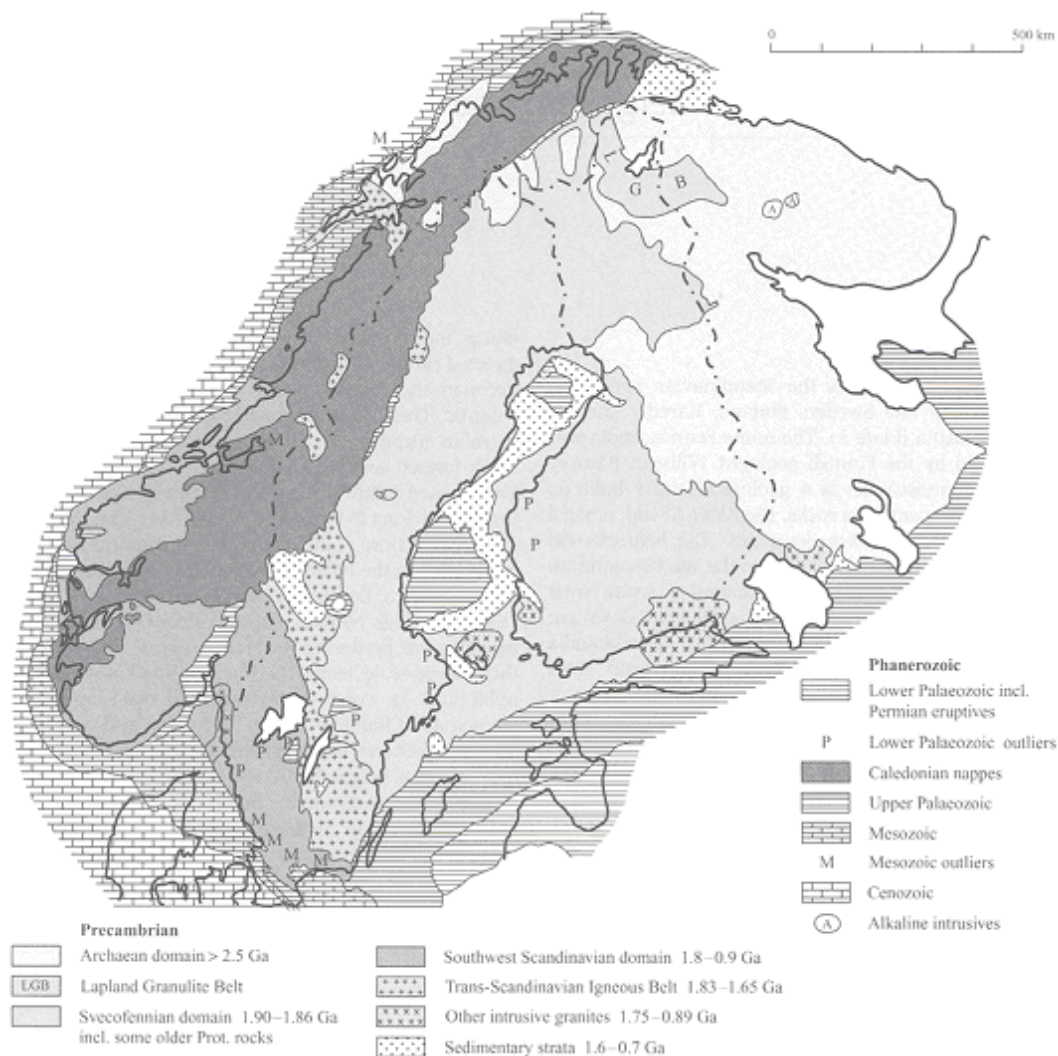 0 500 km
M
G B
A A
M
P
P
P
P
P
P
P
M
M
M
M
Phanerozoic
Lower Palaeozoic incl.
Permian eruptives
P Lower Palaeozoic outliers
Caledonian nappes
Upper Palaeozoic
Mesozoic
M Mesozoic outliers
Cenozoic
A Alkaline intrusives
Precambrian
Archaean domain > 2.5 Ga
LGB Lapland Granulite Belt
Svecofennian domain 1.90–1.86 Ga
incl. some older Prot. rocks
Southwest Scandinavian domain 1.8–0.9 Ga
Trans-Scandinavian Igneous Belt 1.83–1.65 Ga
Other intrusive granites 1.75–0.89 Ga
Sedimentary strata 1.6–0.7 Ga